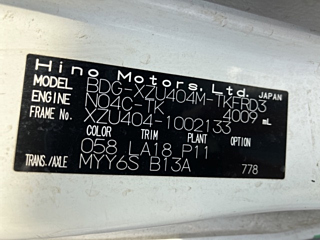 Hino Motors, Ltd. JAPAN
MODEL BDG-XZU404M-TKFRD3
ENGINE NO4C-TK 4009 mL
FRAME No. XZU404-1002133
COLOR TRIM PLANT OPTION
058 LA18 P11
TRANS./AXLE MYY6S B13A 778